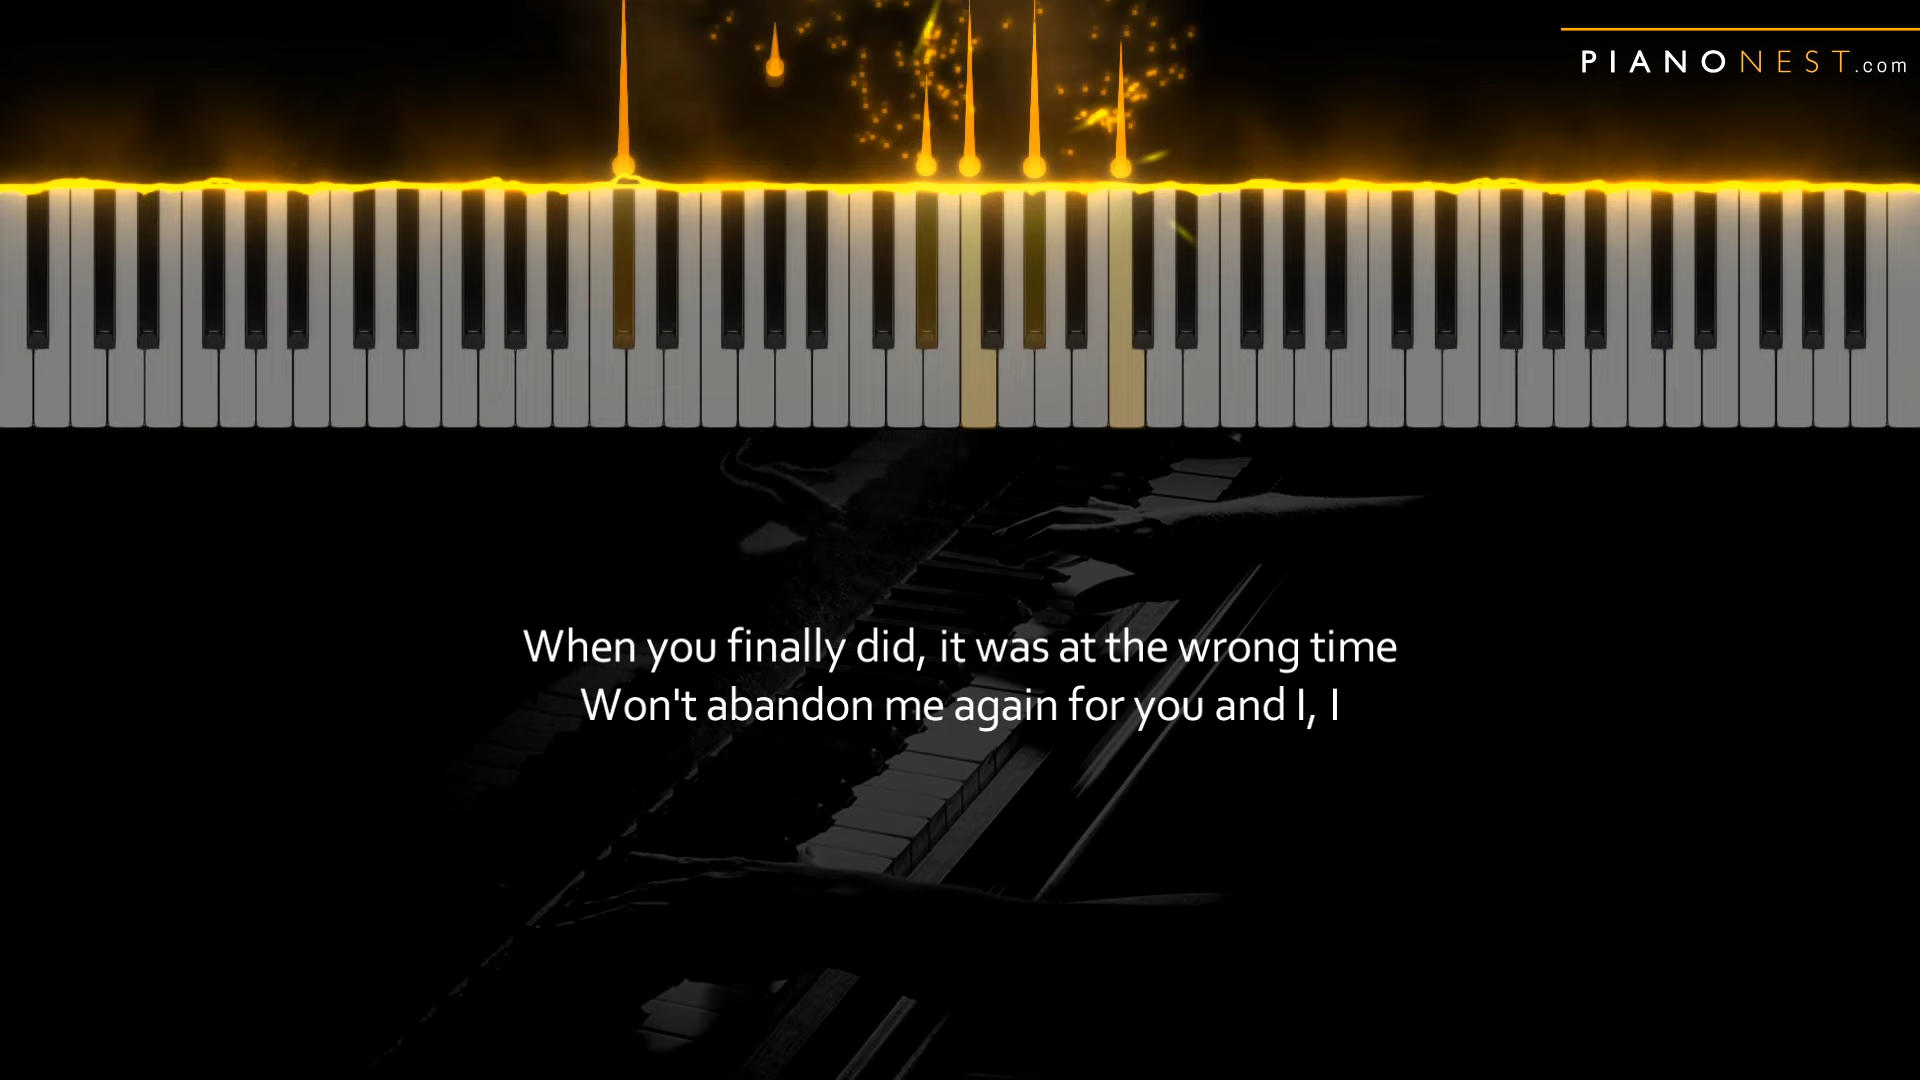 PIANONEST.com
When you finally did, it was at the wrong time
Won't abandon me again for you and I, I